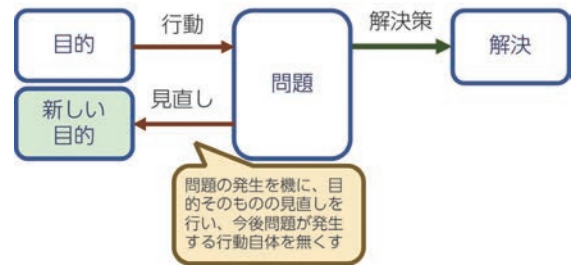 目的
行動
問題
解決策
解決
新しい
目的
見直し
問題の発生を機に、目
的そのものの見直しを
行い、今後問題が発生
する行動自体を無くす